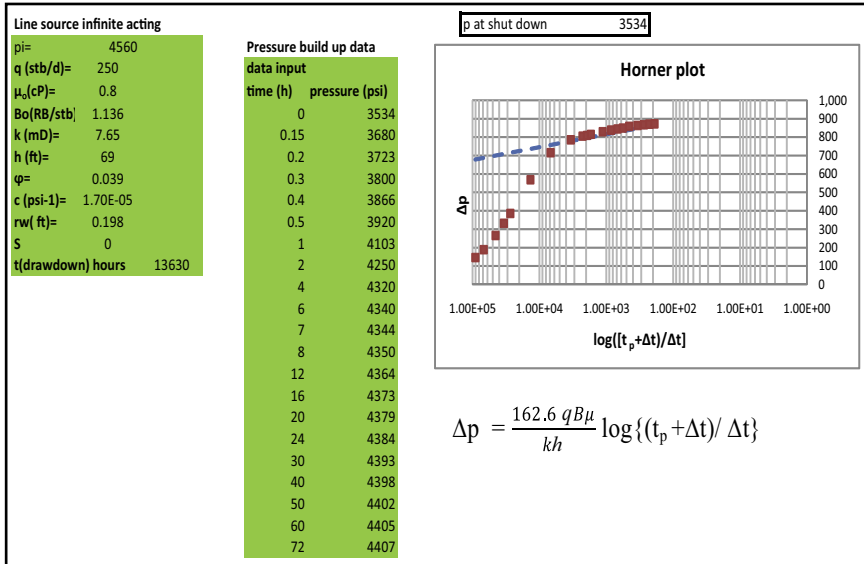 Line source infinite acting
pi= 4560
q (stb/d)= 250
μo(cP)= 0.8
Bo(RB/stb) 1.136
k (mD)= 7.65
h (ft)= 69
φ= 0.039
c (psi-1)= 1.70E-05
rw( ft)= 0.198
S 0
t(drawdown) hours 13630
Pressure build up data
data input
time (h) pressure (psi)
0 3534
0.15 3680
0.2 3723
0.3 3800
0.4 3866
0.5 3920
1 4103
2 4250
4 4320
6 4340
7 4344
8 4350
12 4364
16 4373
20 4379
24 4384
30 4393
40 4398
50 4402
60 4405
72 4407
p at shut down 3534
Horner plot
1,000
900
800
700
600
500
400
300
200
100
0
Δp
1.00E+05 1.00E+04 1.00E+03 1.00E+02 1.00E+01 1.00E+00
log([tp+Δt)/Δt]
Δp = 162.6 qBμ / kh log{(tp+Δt)/ Δt}